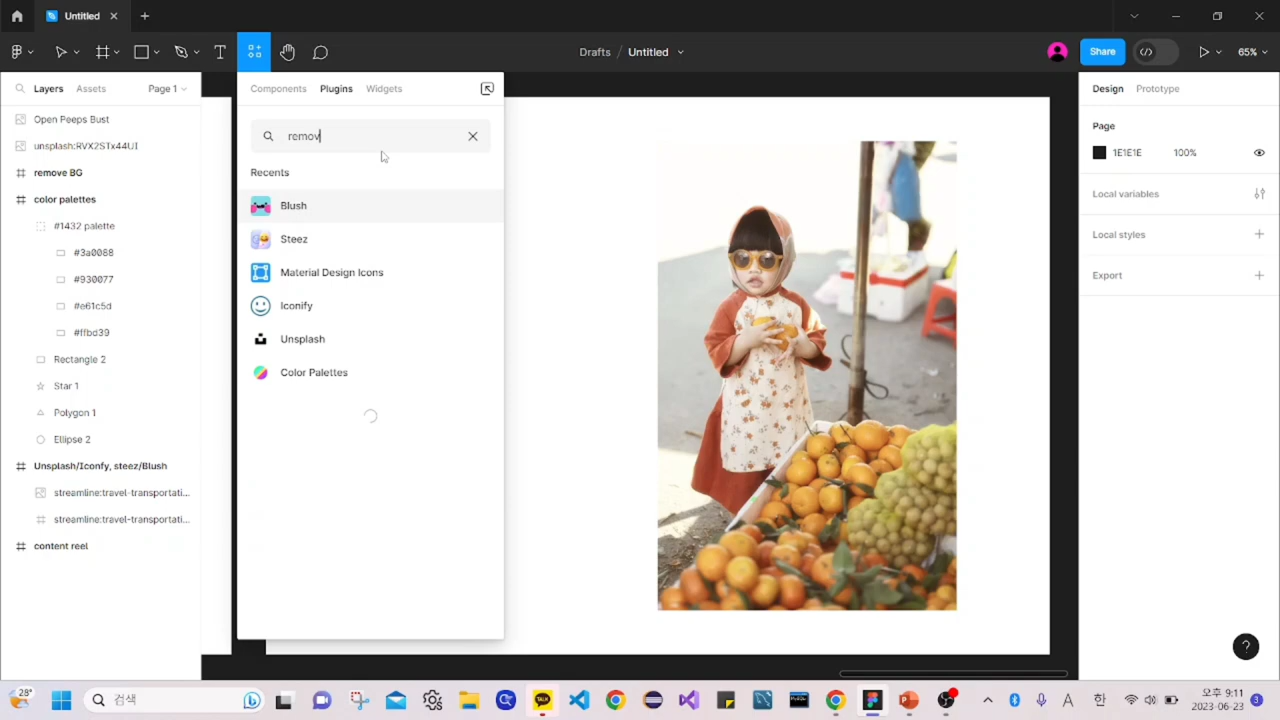 Untitled
Drafts / Untitled
Share
65%
Layers
Assets
Page 1
Open Peeps Bust
unsplash:RVX2STx44UI
remove BG
color palettes
#1432 palette
#3a0088
#930077
#e61c5d
#ffbd39
Rectangle 2
Star 1
Polygon 1
Ellipse 2
Unsplash/Iconify, steez/Blush
streamline:travel-transportati...
streamline:travel-transportati...
content reel
Components
Plugins
Widgets
remov
Recents
Blush
Steez
Material Design Icons
Iconify
Unsplash
Color Palettes
Design
Prototype
Page
1E1E1E
100%
Local variables
Local styles
Export
?
28°
검색
TALK
A
한
오후 8:11
2023-06-23
3